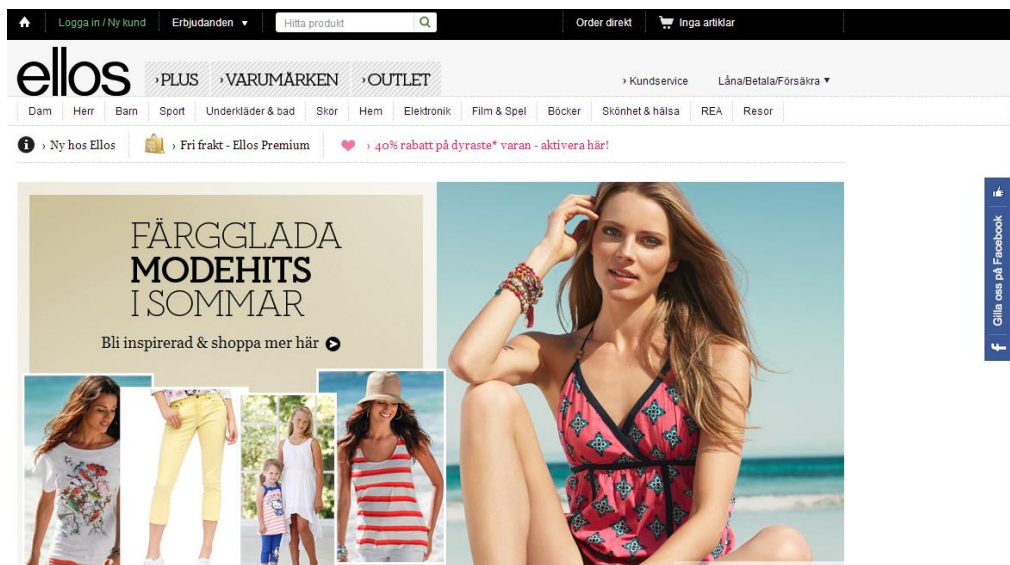 Logga in / Ny kund Erbjudanden ▼ Hitta produkt Order direkt Inga artiklar
ellos
› PLUS › VARUMÄRKEN › OUTLET
› Kundservice Låna/Betala/Försäkra ▼
Dam Herr Barn Sport Underkläder & bad Skor Hem Elektronik Film & Spel Böcker Skönhet & hälsa REA Resor
› Ny hos Ellos › Fri frakt - Ellos Premium › 40% rabatt på dyraste* varan - aktivera här!
FÄRGGLADA
MODEHITS
I SOMMAR
Bli inspirerad & shoppa mer här
Gilla oss på Facebook